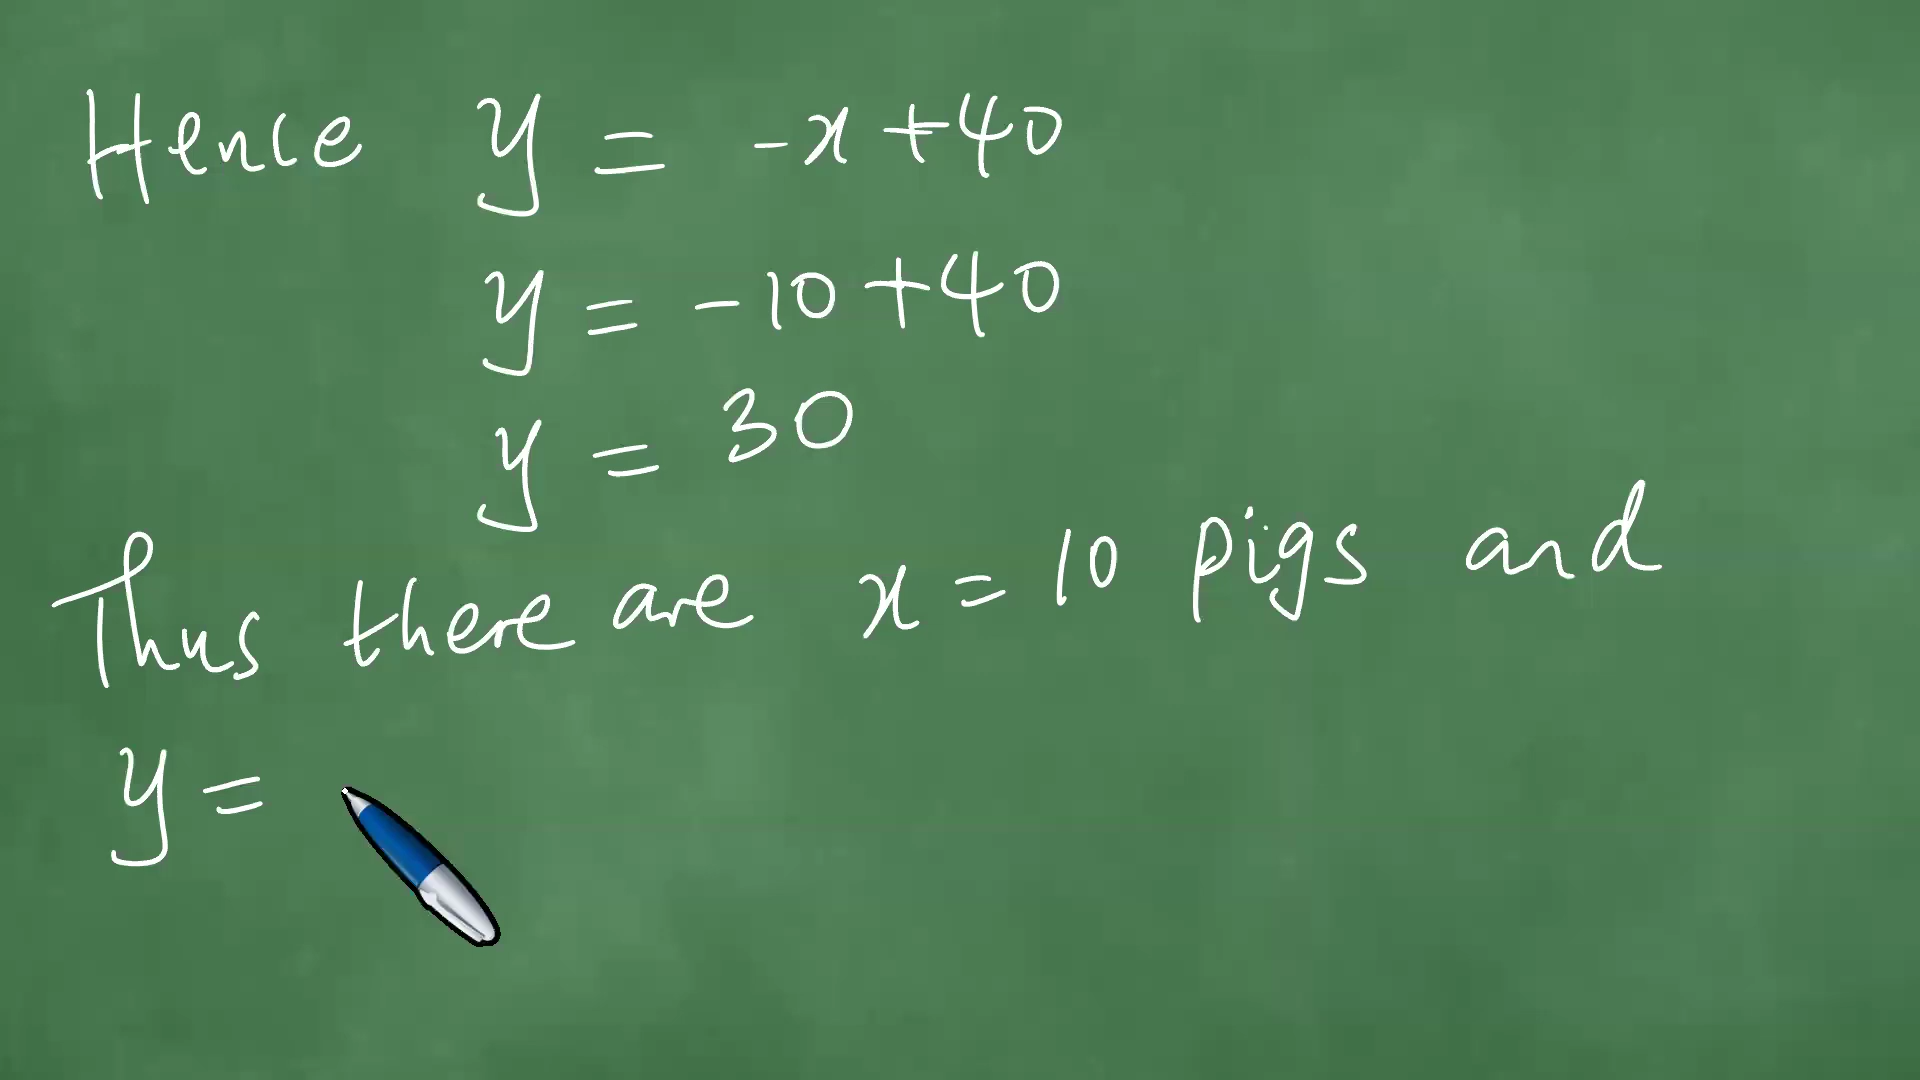 Hence y = -x+40
y = -10+40
y = 30
Thus there are x = 10 pigs and
y =